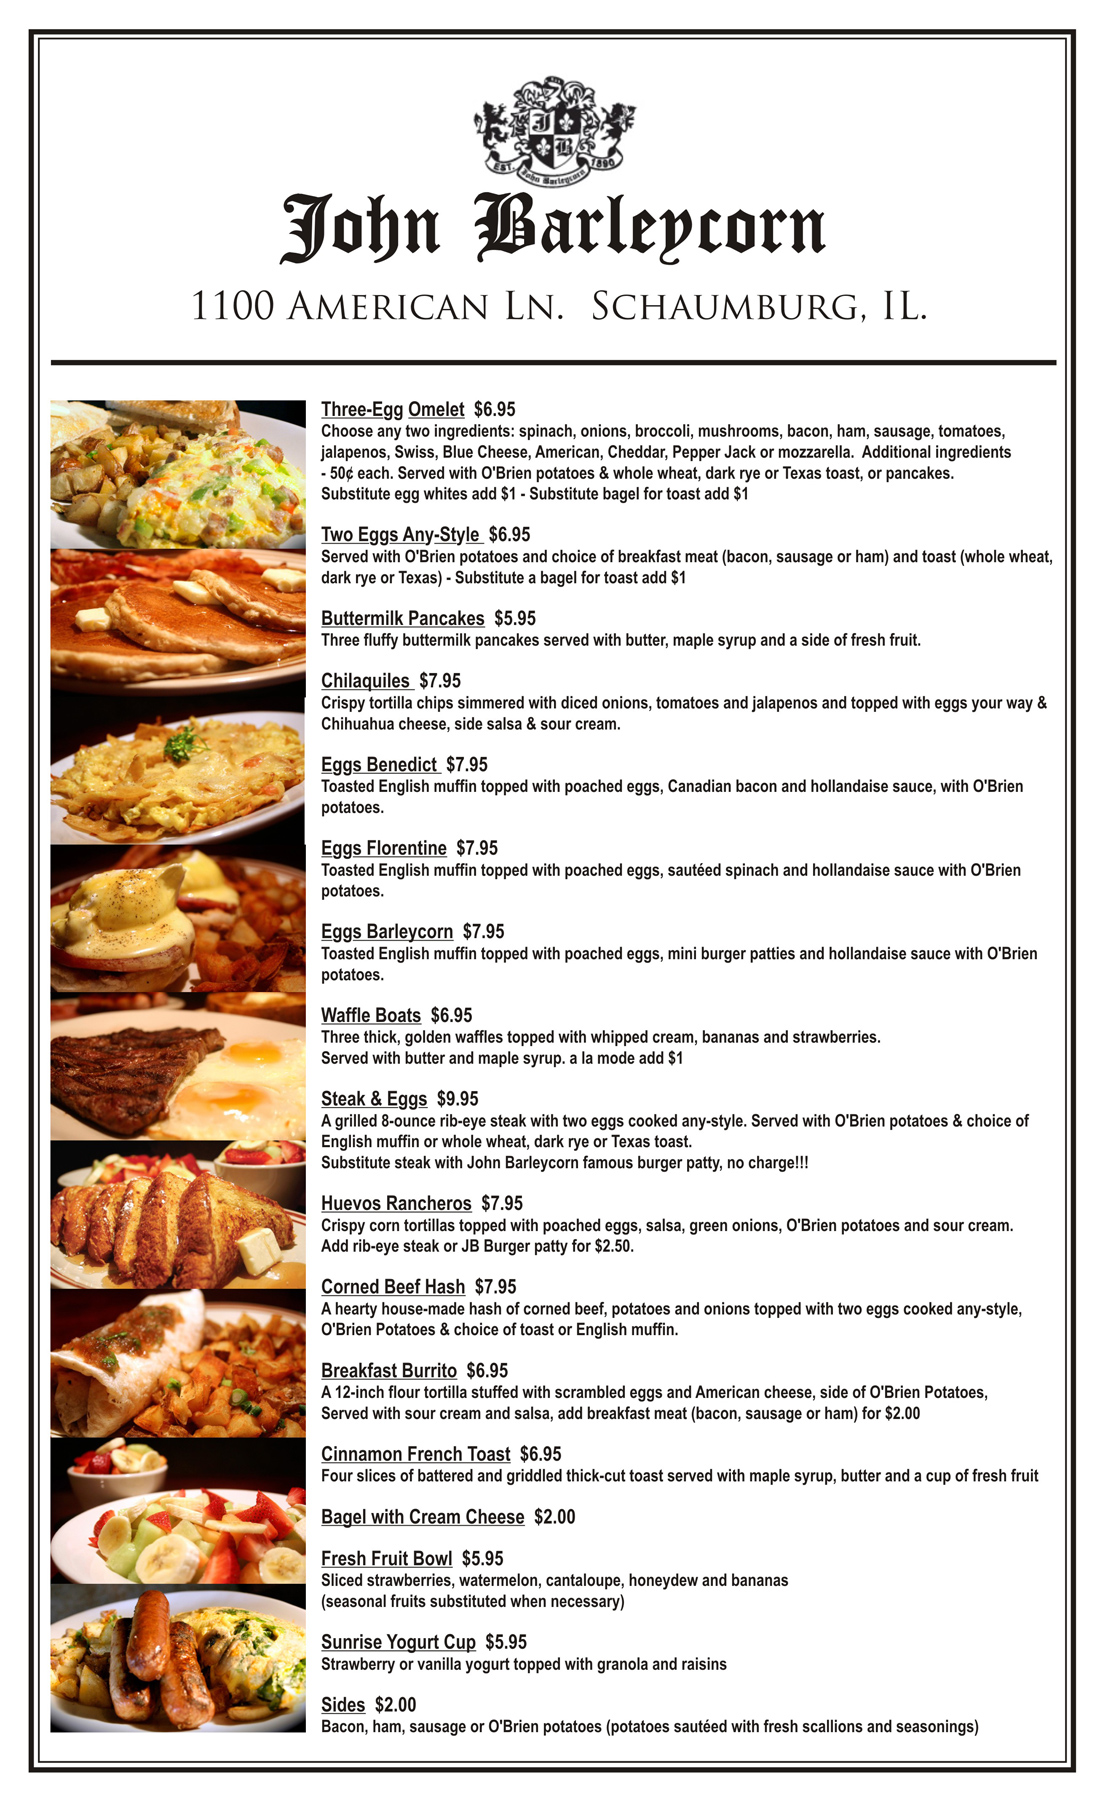 J
B
EST. 1890
John Barleycorn
John Barleycorn
1100 American Ln. Schaumburg, IL.
Three-Egg Omelet $6.95
Choose any two ingredients: spinach, onions, broccoli, mushrooms, bacon, ham, sausage, tomatoes,
jalapenos, Swiss, Blue Cheese, American, Cheddar, Pepper Jack or mozzarella. Additional ingredients
- 50¢ each. Served with O'Brien potatoes & whole wheat, dark rye or Texas toast, or pancakes.
Substitute egg whites add $1 - Substitute bagel for toast add $1
Two Eggs Any-Style $6.95
Served with O'Brien potatoes and choice of breakfast meat (bacon, sausage or ham) and toast (whole wheat,
dark rye or Texas) - Substitute a bagel for toast add $1
Buttermilk Pancakes $5.95
Three fluffy buttermilk pancakes served with butter, maple syrup and a side of fresh fruit.
Chilaquiles $7.95
Crispy tortilla chips simmered with diced onions, tomatoes and jalapenos and topped with eggs your way &
Chihuahua cheese, side salsa & sour cream.
Eggs Benedict $7.95
Toasted English muffin topped with poached eggs, Canadian bacon and hollandaise sauce, with O'Brien
potatoes.
Eggs Florentine $7.95
Toasted English muffin topped with poached eggs, sautéed spinach and hollandaise sauce with O'Brien
potatoes.
Eggs Barleycorn $7.95
Toasted English muffin topped with poached eggs, mini burger patties and hollandaise sauce with O'Brien
potatoes.
Waffle Boats $6.95
Three thick, golden waffles topped with whipped cream, bananas and strawberries.
Served with butter and maple syrup. a la mode add $1
Steak & Eggs $9.95
A grilled 8-ounce rib-eye steak with two eggs cooked any-style. Served with O'Brien potatoes & choice of
English muffin or whole wheat, dark rye or Texas toast.
Substitute steak with John Barleycorn famous burger patty, no charge!!!
Huevos Rancheros $7.95
Crispy corn tortillas topped with poached eggs, salsa, green onions, O'Brien potatoes and sour cream.
Add rib-eye steak or JB Burger patty for $2.50.
Corned Beef Hash $7.95
A hearty house-made hash of corned beef, potatoes and onions topped with two eggs cooked any-style,
O'Brien Potatoes & choice of toast or English muffin.
Breakfast Burrito $6.95
A 12-inch flour tortilla stuffed with scrambled eggs and American cheese, side of O'Brien Potatoes,
Served with sour cream and salsa, add breakfast meat (bacon, sausage or ham) for $2.00
Cinnamon French Toast $6.95
Four slices of battered and griddled thick-cut toast served with maple syrup, butter and a cup of fresh fruit
Bagel with Cream Cheese $2.00
Fresh Fruit Bowl $5.95
Sliced strawberries, watermelon, cantaloupe, honeydew and bananas
(seasonal fruits substituted when necessary)
Sunrise Yogurt Cup $5.95
Strawberry or vanilla yogurt topped with granola and raisins
Sides $2.00
Bacon, ham, sausage or O'Brien potatoes (potatoes sautéed with fresh scallions and seasonings)